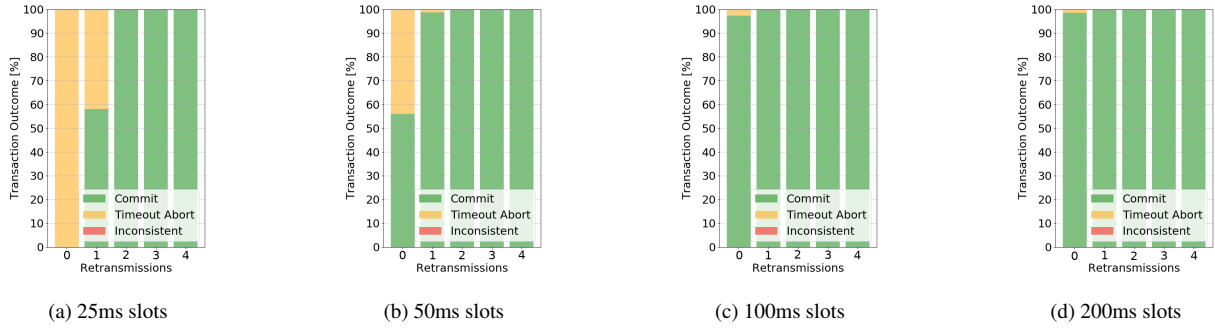 Transaction Outcome [%]
100
90
80
70
60
50
40
30
20
10
0
Commit
Timeout Abort
Inconsistent
0 1 2 3 4
Retransmissions
(a) 25ms slots
Transaction Outcome [%]
100
90
80
70
60
50
40
30
20
10
0
Commit
Timeout Abort
Inconsistent
0 1 2 3 4
Retransmissions
(b) 50ms slots
Transaction Outcome [%]
100
90
80
70
60
50
40
30
20
10
0
Commit
Timeout Abort
Inconsistent
0 1 2 3 4
Retransmissions
(c) 100ms slots
Transaction Outcome [%]
100
90
80
70
60
50
40
30
20
10
0
Commit
Timeout Abort
Inconsistent
0 1 2 3 4
Retransmissions
(d) 200ms slots